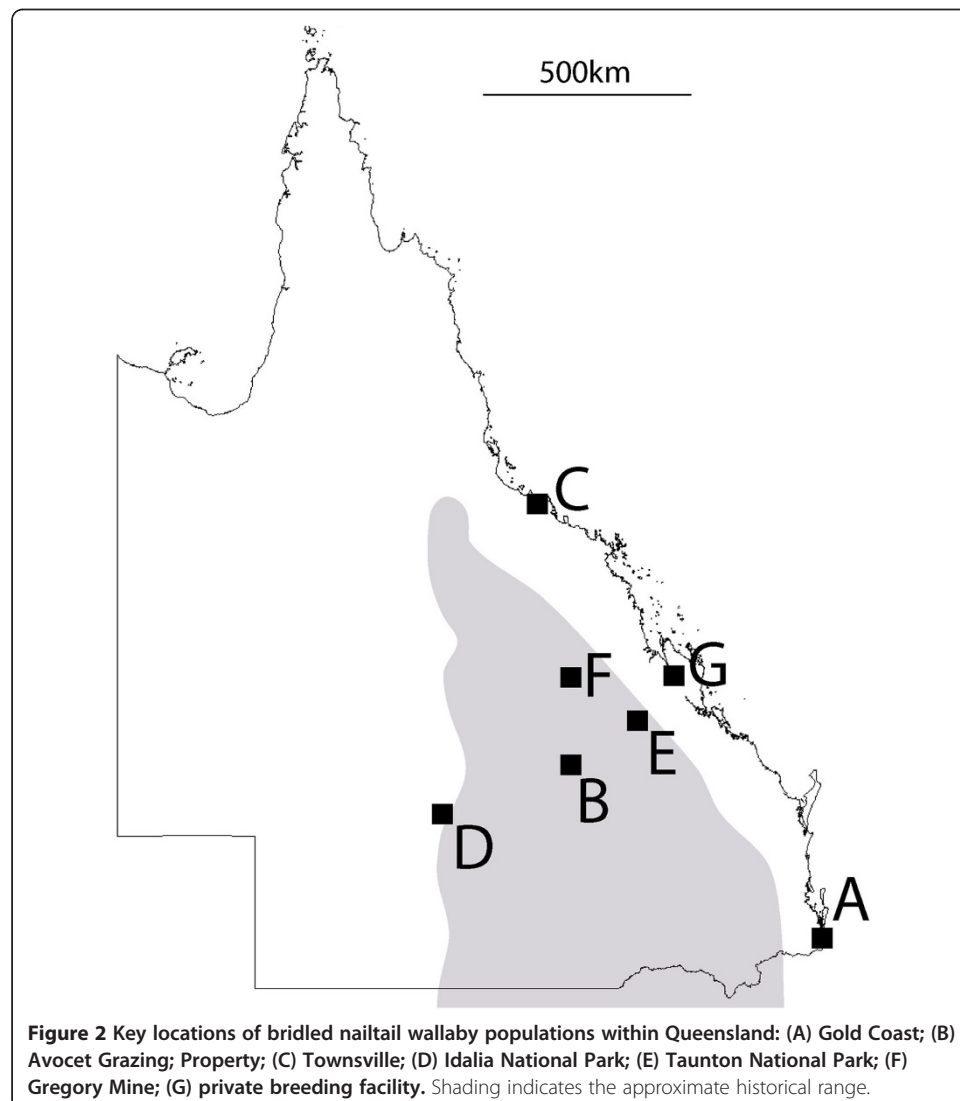 500km
C
F
G
E
B
D
A
Figure 2 Key locations of bridled nailtail wallaby populations within Queensland: (A) Gold Coast; (B)
Avocet Grazing; Property; (C) Townsville; (D) Idalia National Park; (E) Taunton National Park; (F)
Gregory Mine; (G) private breeding facility. Shading indicates the approximate historical range.